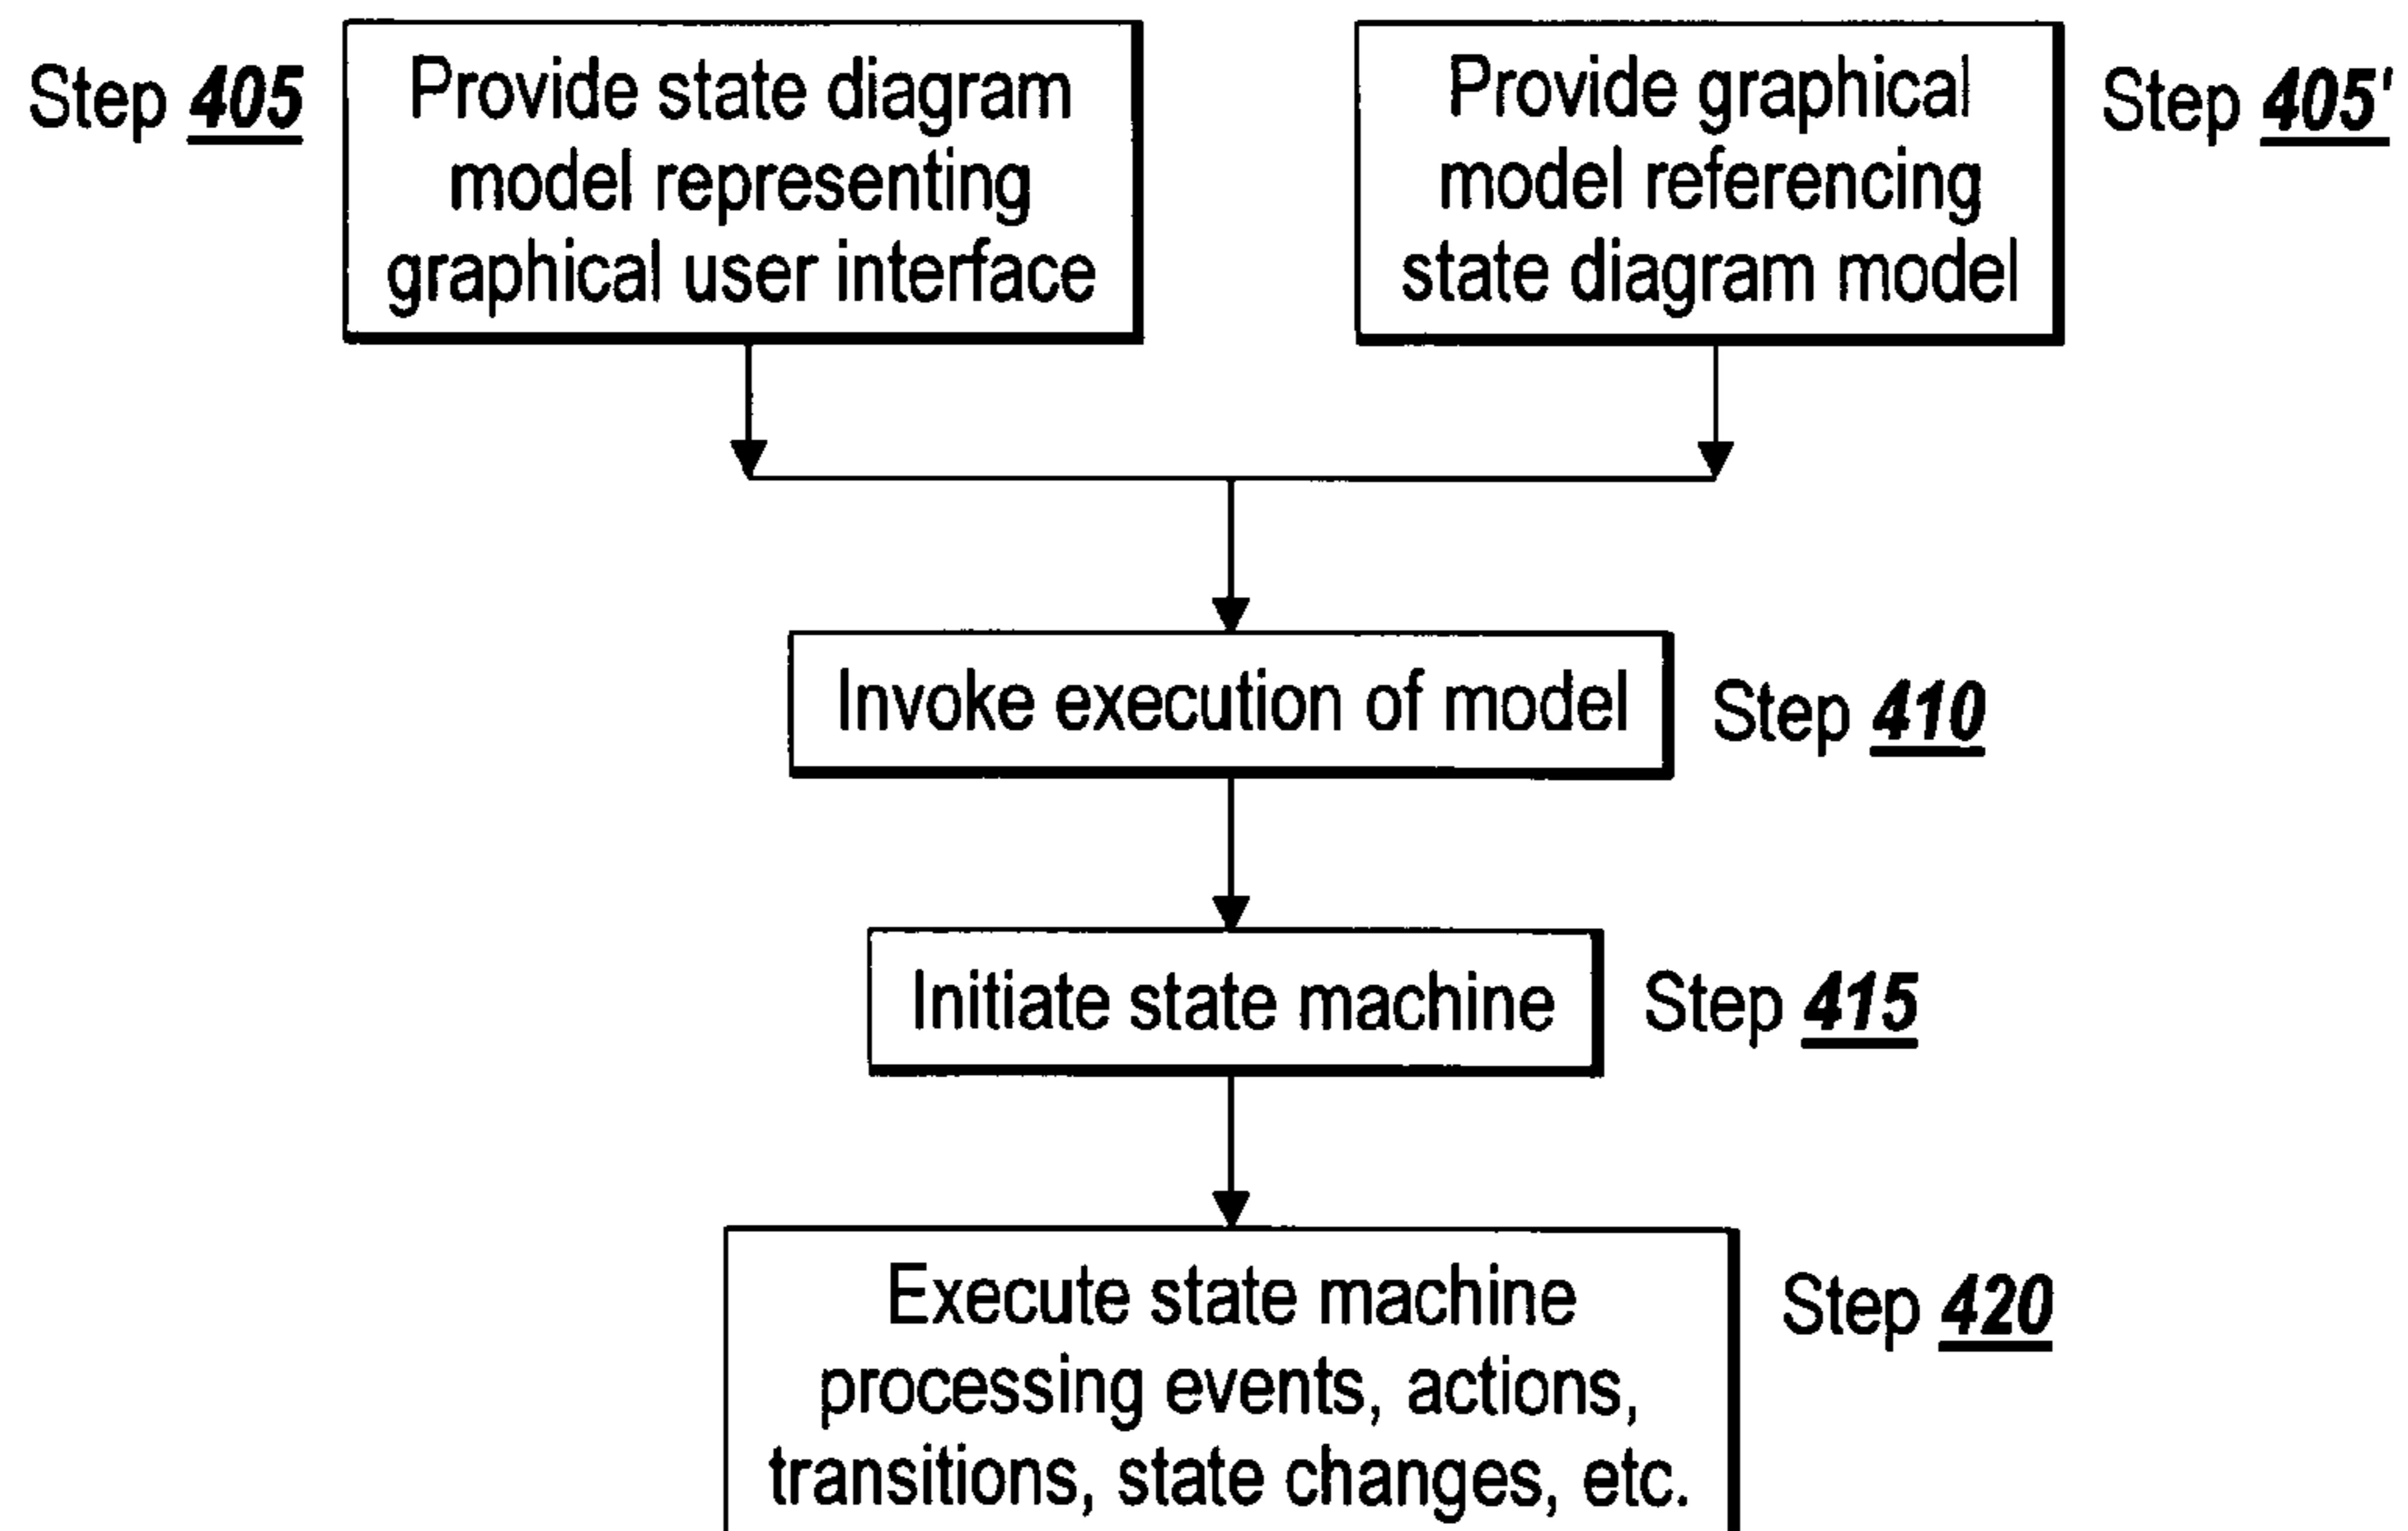 Step 405
Provide state diagram
model representing
graphical user interface
Provide graphical
model referencing
state diagram model
Step 405'
Invoke execution of model
Step 410
Initiate state machine
Step 415
Execute state machine
processing events, actions,
transitions, state changes, etc.
Step 420